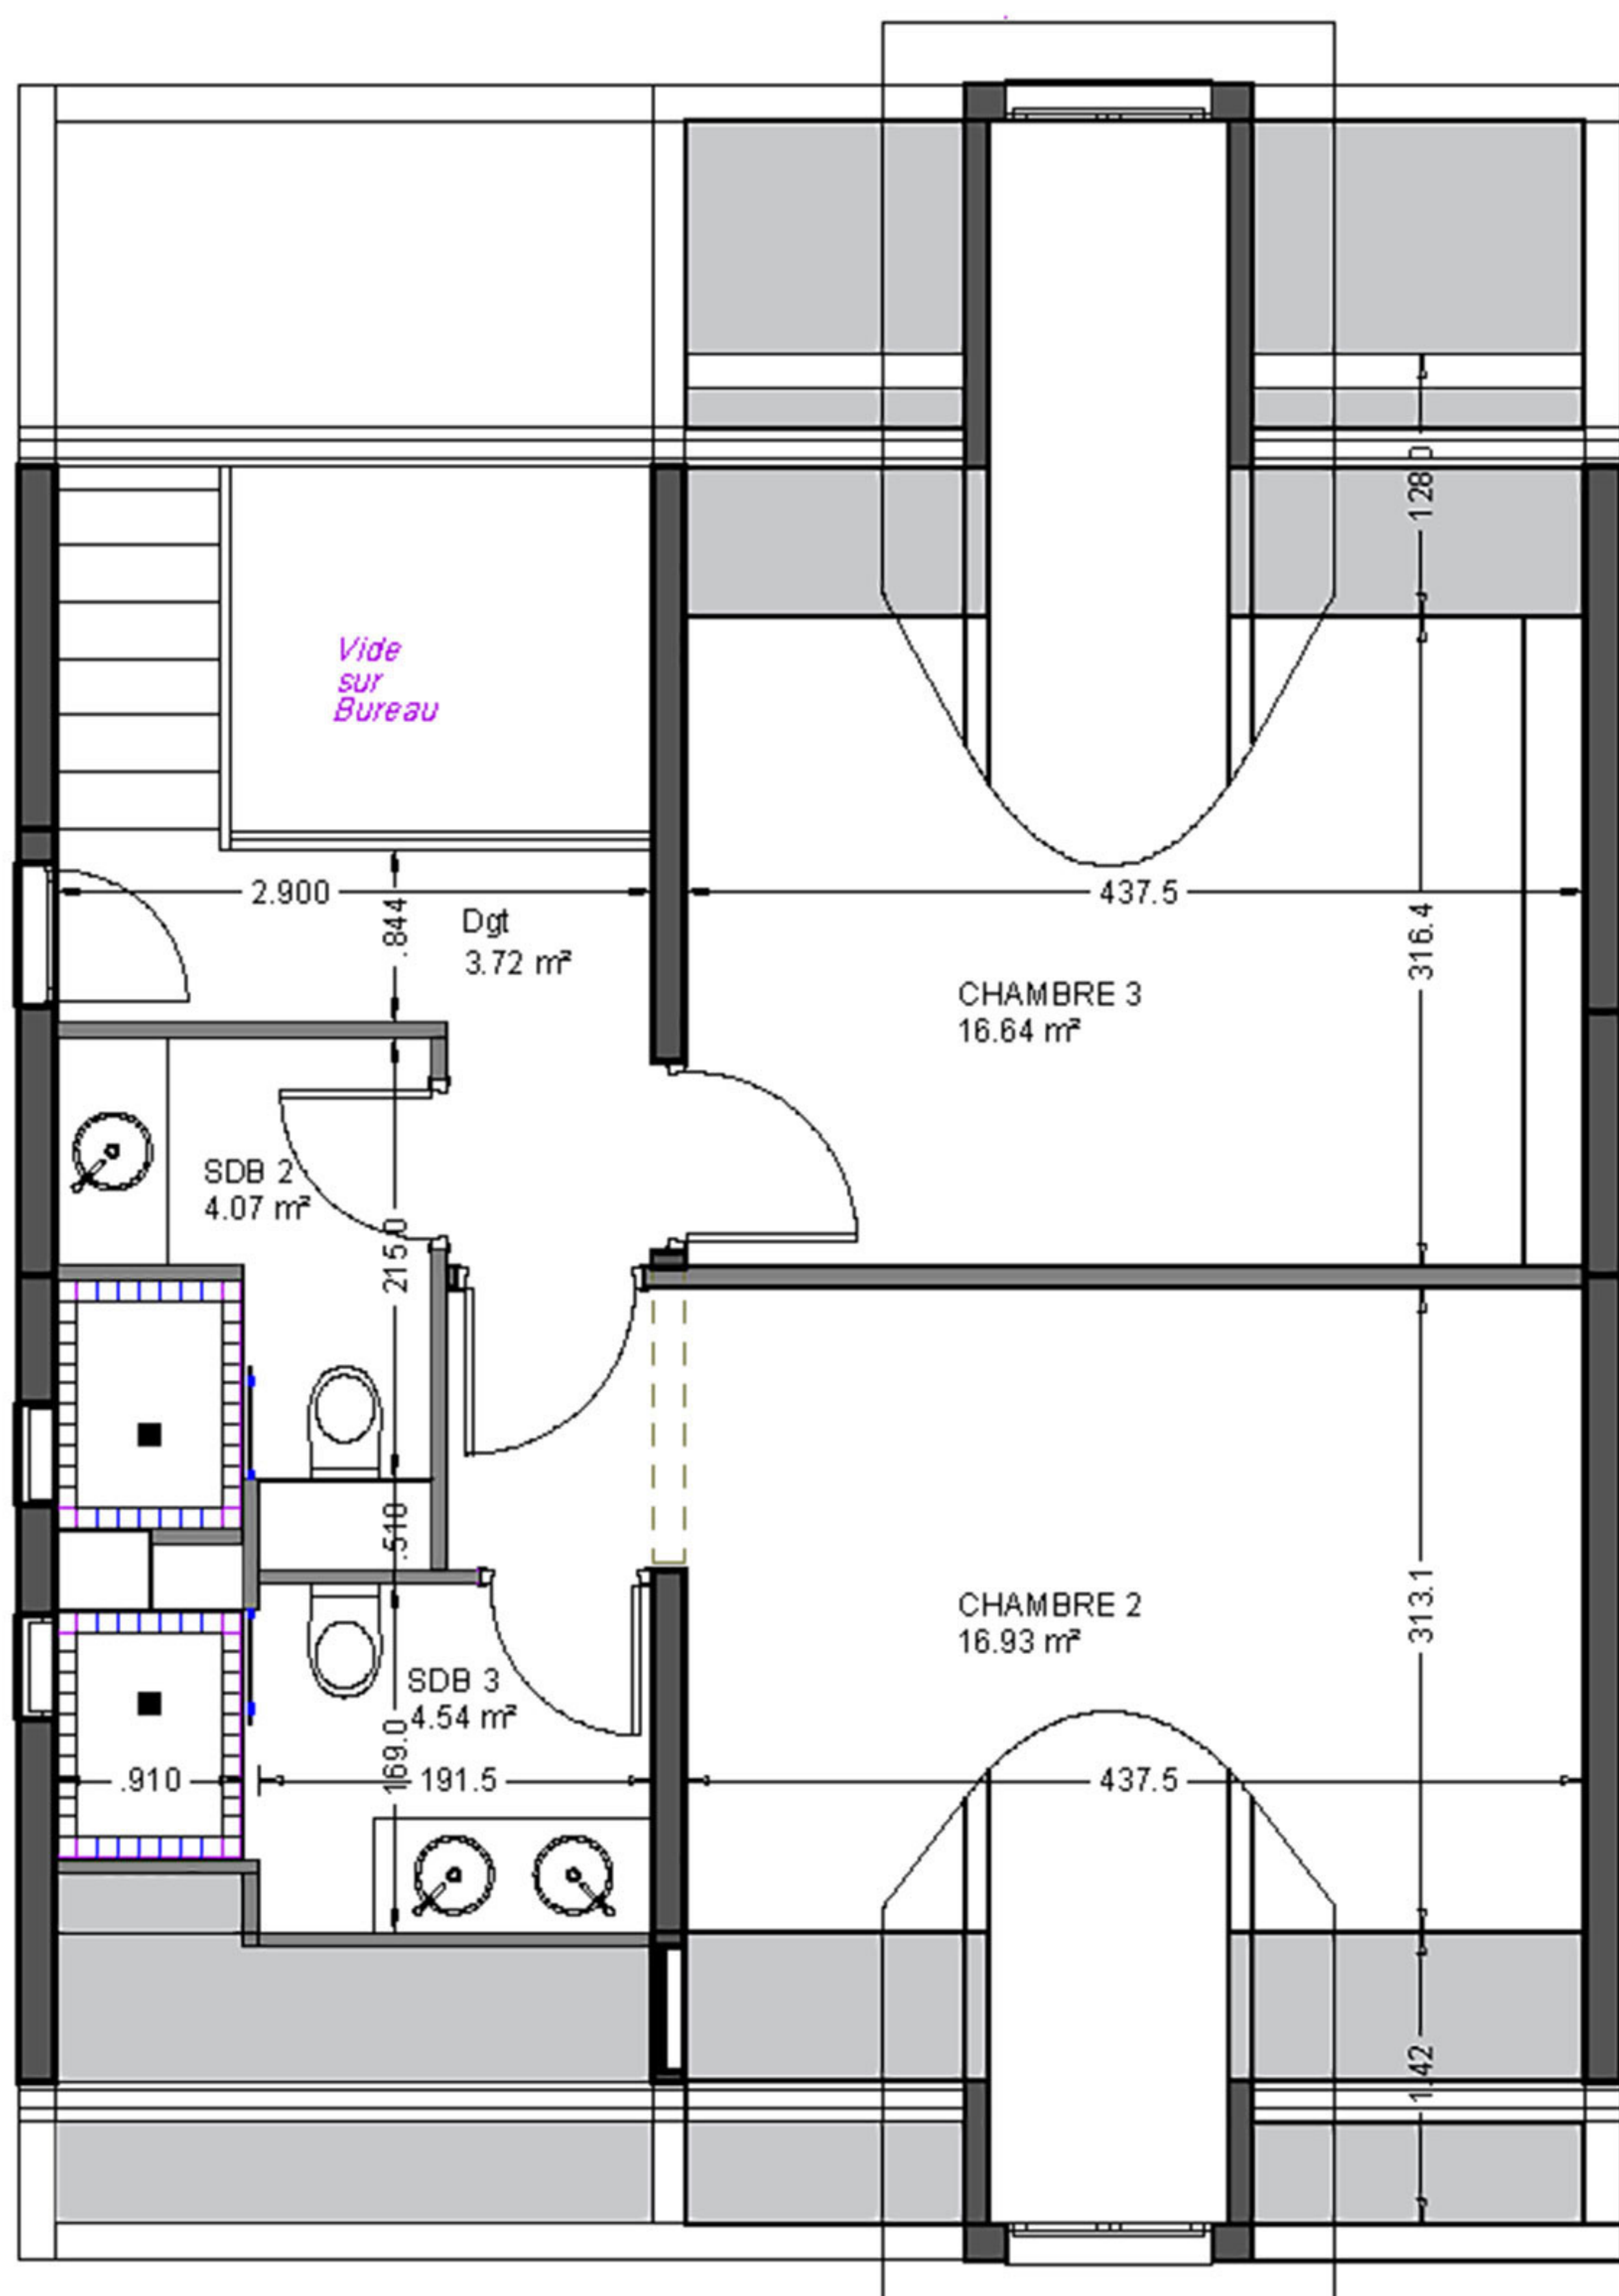 128.0
Vide
sur
Bureau
2.900
.844
Dgt
3.72 m²
437.5
316.4
CHAMBRE 3
16.64 m²
SDB 2
4.07 m²
215.0
.510
CHAMBRE 2
16.93 m²
313.1
SDB 3
4.54 m²
169.0
.910
191.5
437.5
1.42